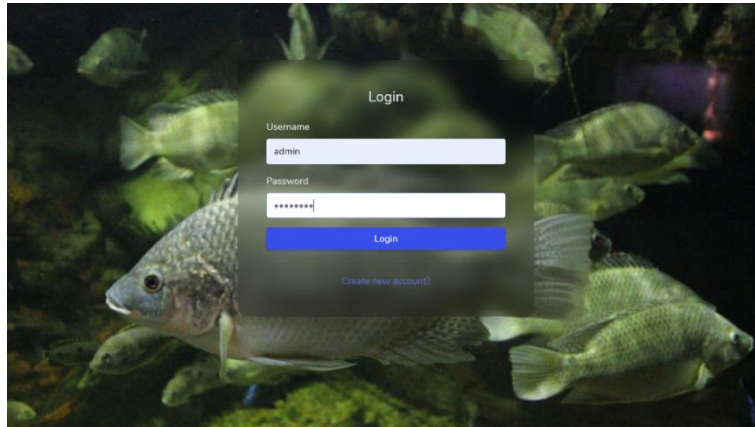 Login
Username
admin
Password
Login
Create new account?